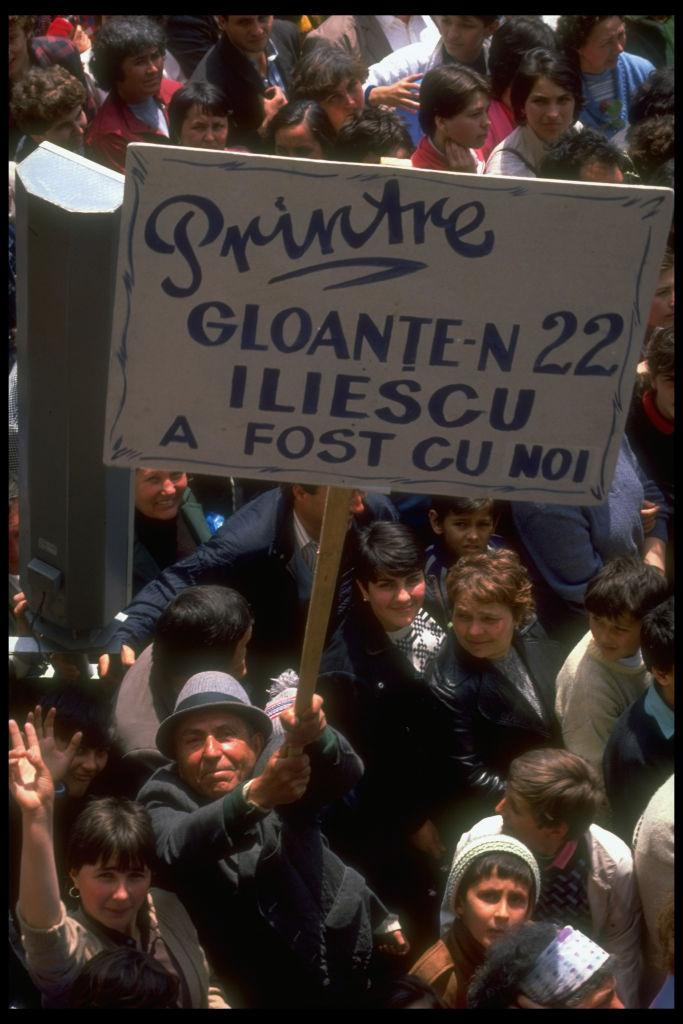 Printre
GLOANȚE-N 22
ILIESCU
A FOST CU NOI